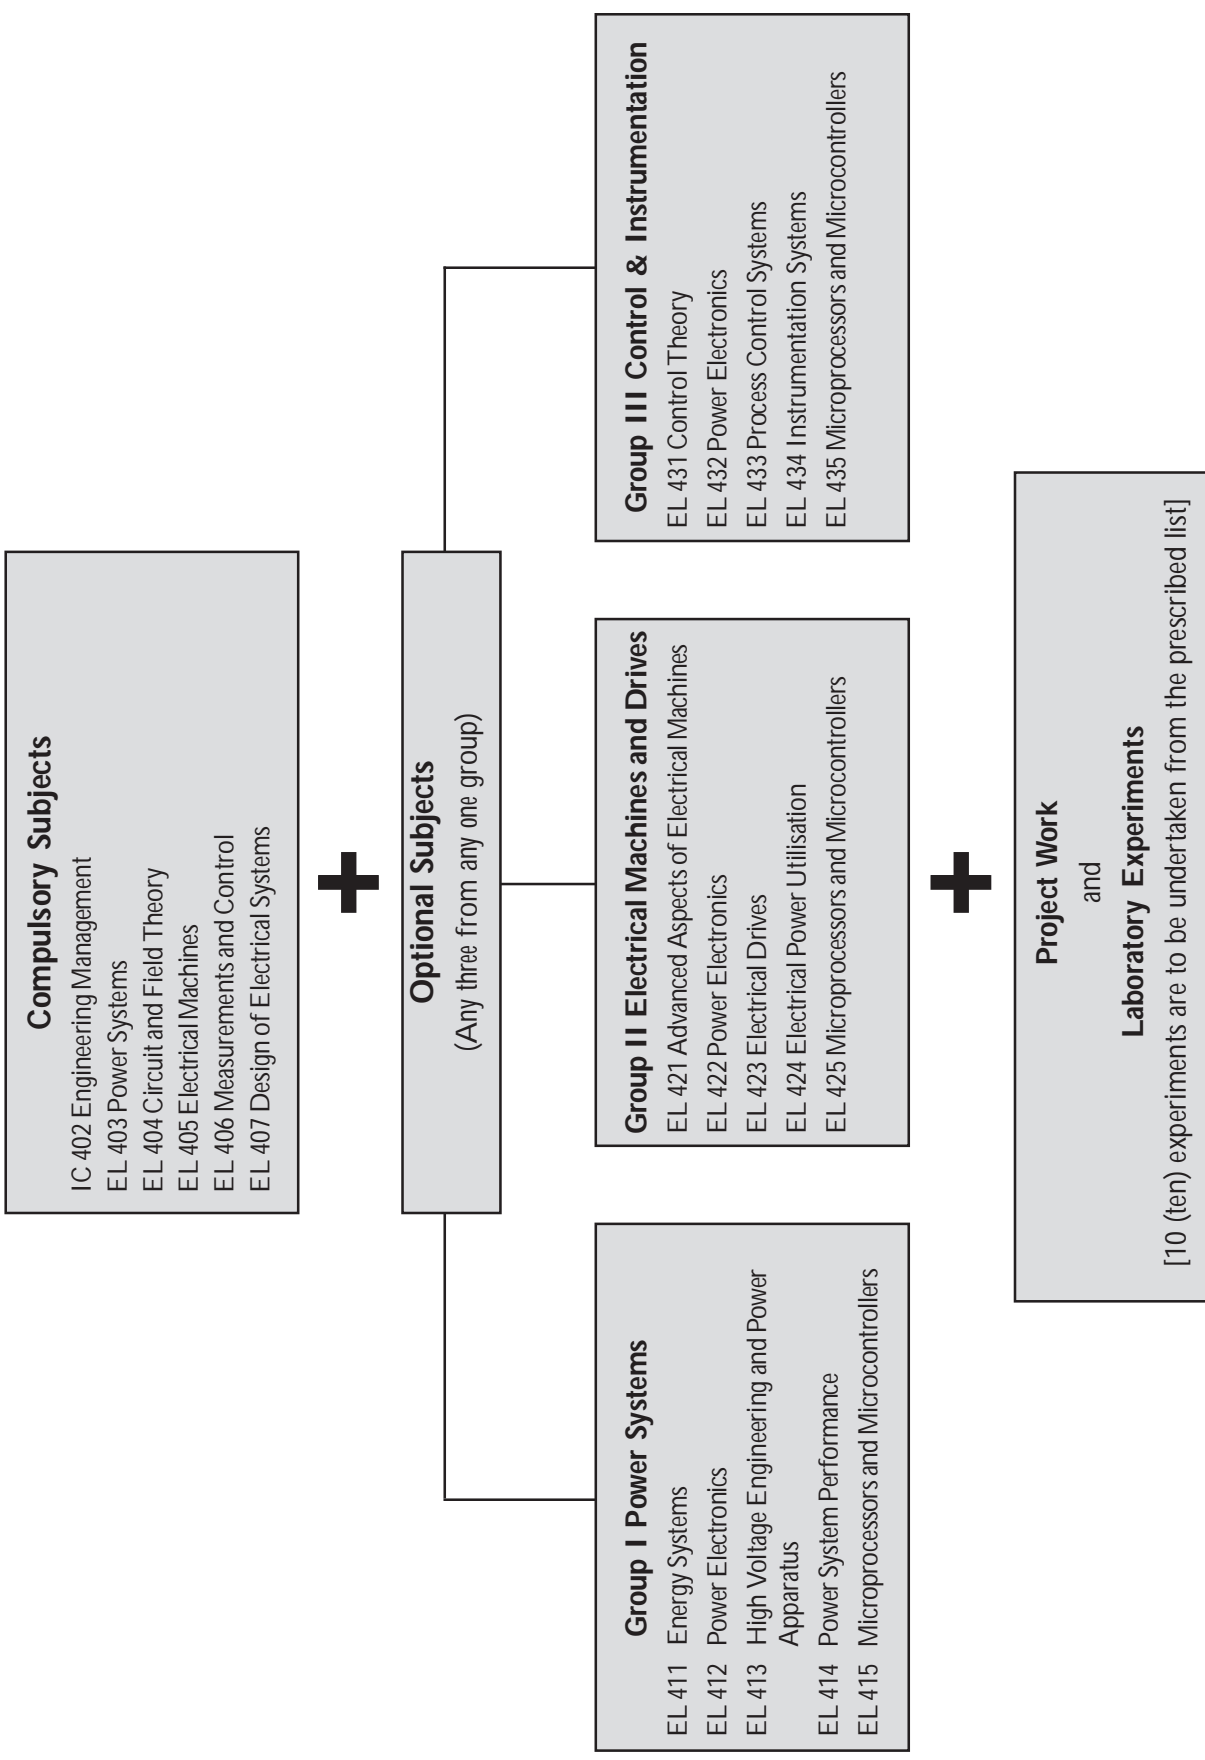 Compulsory Subjects
IC 402 Engineering Management
EL 403 Power Systems
EL 404 Circuit and Field Theory
EL 405 Electrical Machines
EL 406 Measurements and Control
EL 407 Design of Electrical Systems
+
Optional Subjects
(Any three from any one group)
Group I Power Systems
EL 411 Energy Systems
EL 412 Power Electronics
EL 413 High Voltage Engineering and Power
Apparatus
EL 414 Power System Performance
EL 415 Microprocessors and Microcontrollers
Group II Electrical Machines and Drives
EL 421 Advanced Aspects of Electrical Machines
EL 422 Power Electronics
EL 423 Electrical Drives
EL 424 Electrical Power Utilisation
EL 425 Microprocessors and Microcontrollers
Group III Control & Instrumentation
EL 431 Control Theory
EL 432 Power Electronics
EL 433 Process Control Systems
EL 434 Instrumentation Systems
EL 435 Microprocessors and Microcontrollers
+
Project Work
and
Laboratory Experiments
[10 (ten) experiments are to be undertaken from the prescribed list]